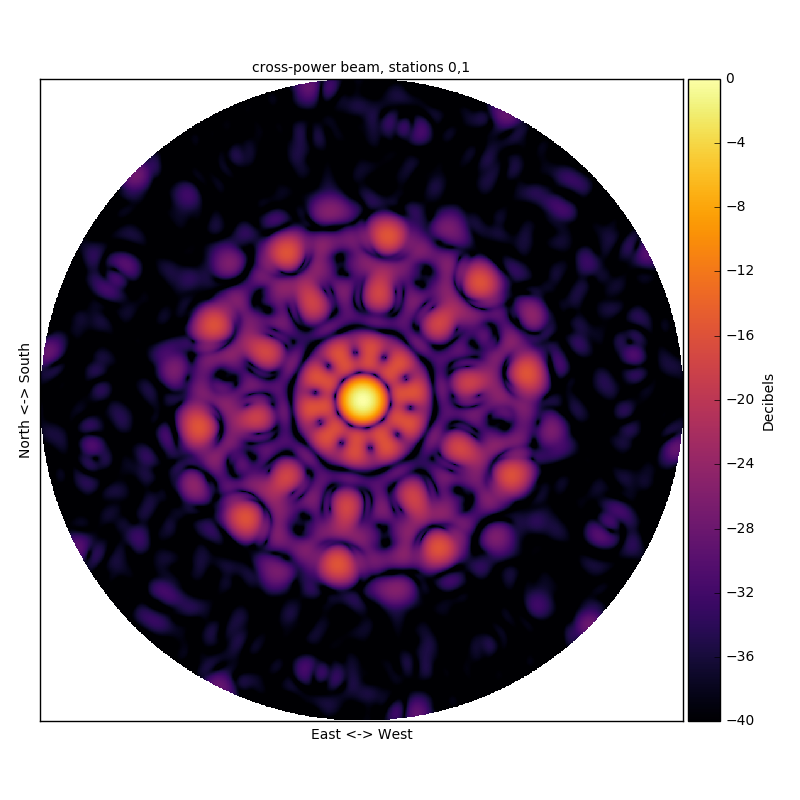 cross-power beam, stations 0,1
0
−4
−8
−12
−16
−20
−24
−28
−32
−36
−40
Decibels
North <-> South
East <-> West